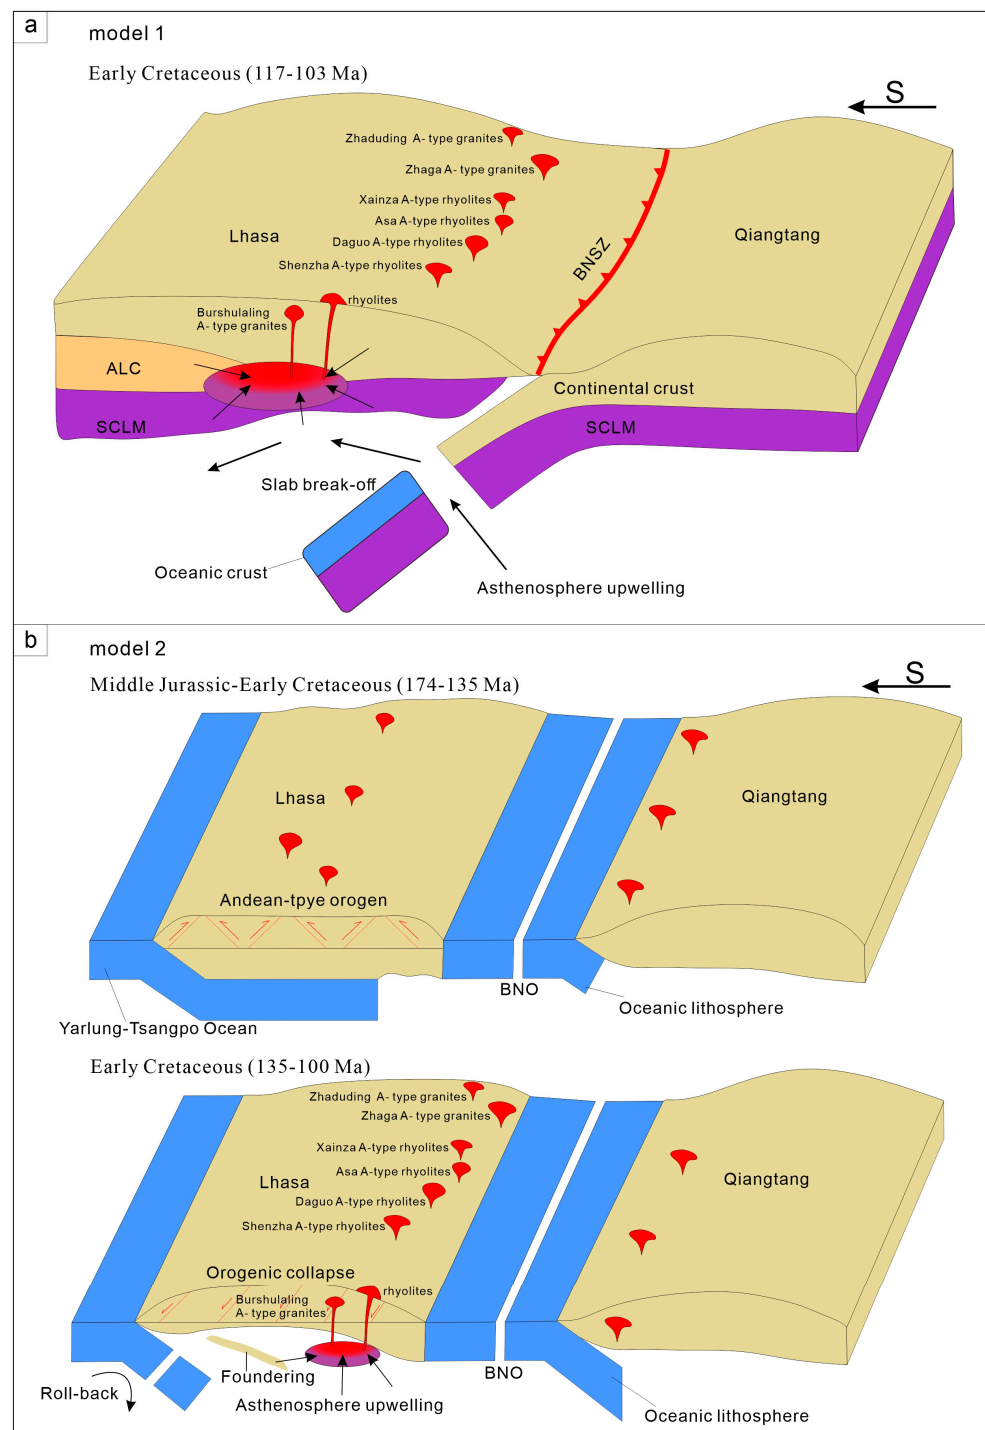 a
model 1
Early Cretaceous (117-103 Ma)
S
Zhaduding A- type granites
Zhaga A- type granites
Xainza A-type rhyolites
Asa A-type rhyolites
Lhasa
Daguo A-type rhyolites
Qiangtang
BNSZ
Shenzha A-type rhyolites
rhyolites
Burshulaling
A- type granites
ALC
Continental crust
SCLM
SCLM
Slab break-off
Oceanic crust
Asthenosphere upwelling
b
model 2
Middle Jurassic-Early Cretaceous (174-135 Ma)
S
Lhasa
Qiangtang
Andean-tpye orogen
BNO
Oceanic lithosphere
Yarlung-Tsangpo Ocean
Early Cretaceous (135-100 Ma)
Zhaduding A- type granites
Zhaga A- type granites
Xainza A-type rhyolites
Asa A-type rhyolites
Lhasa
Qiangtang
Daguo A-type rhyolites
Shenzha A-type rhyolites
Orogenic collapse
rhyolites
Burshulaling
A- type granites
Foundering
BNO
Roll-back
Asthenosphere upwelling
Oceanic lithosphere